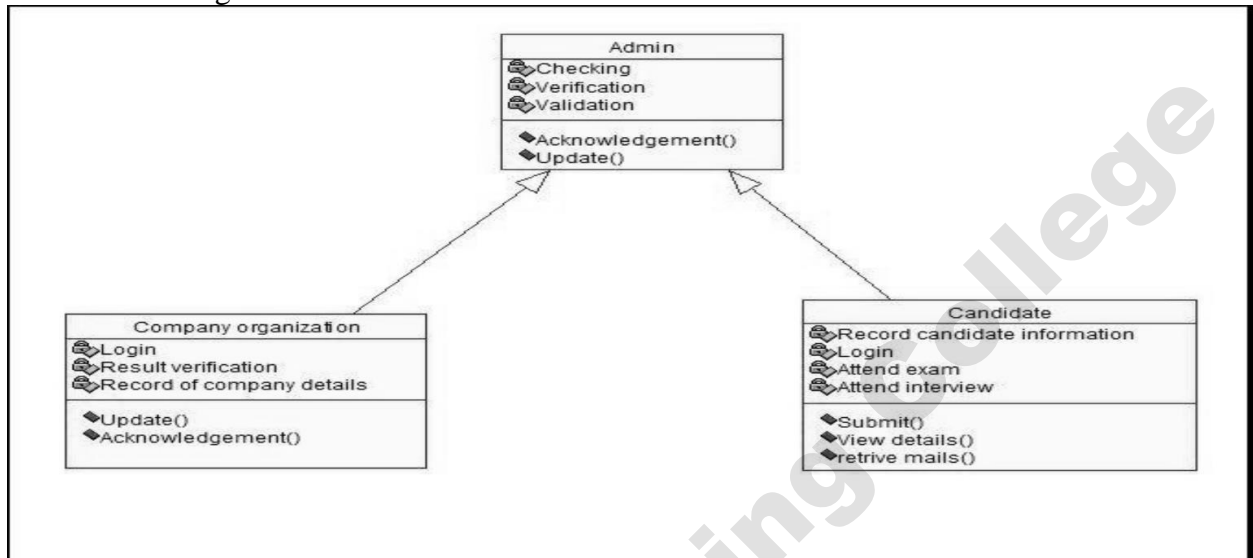 Admin
Checking
Verification
Validation
Acknowledgement()
Update()
Company organization
Login
Result verification
Record of company details
Update()
Acknowledgement()
Candidate
Record candidate information
Login
Attend exam
Attend interview
Submit()
View details()
retrive mails()
College